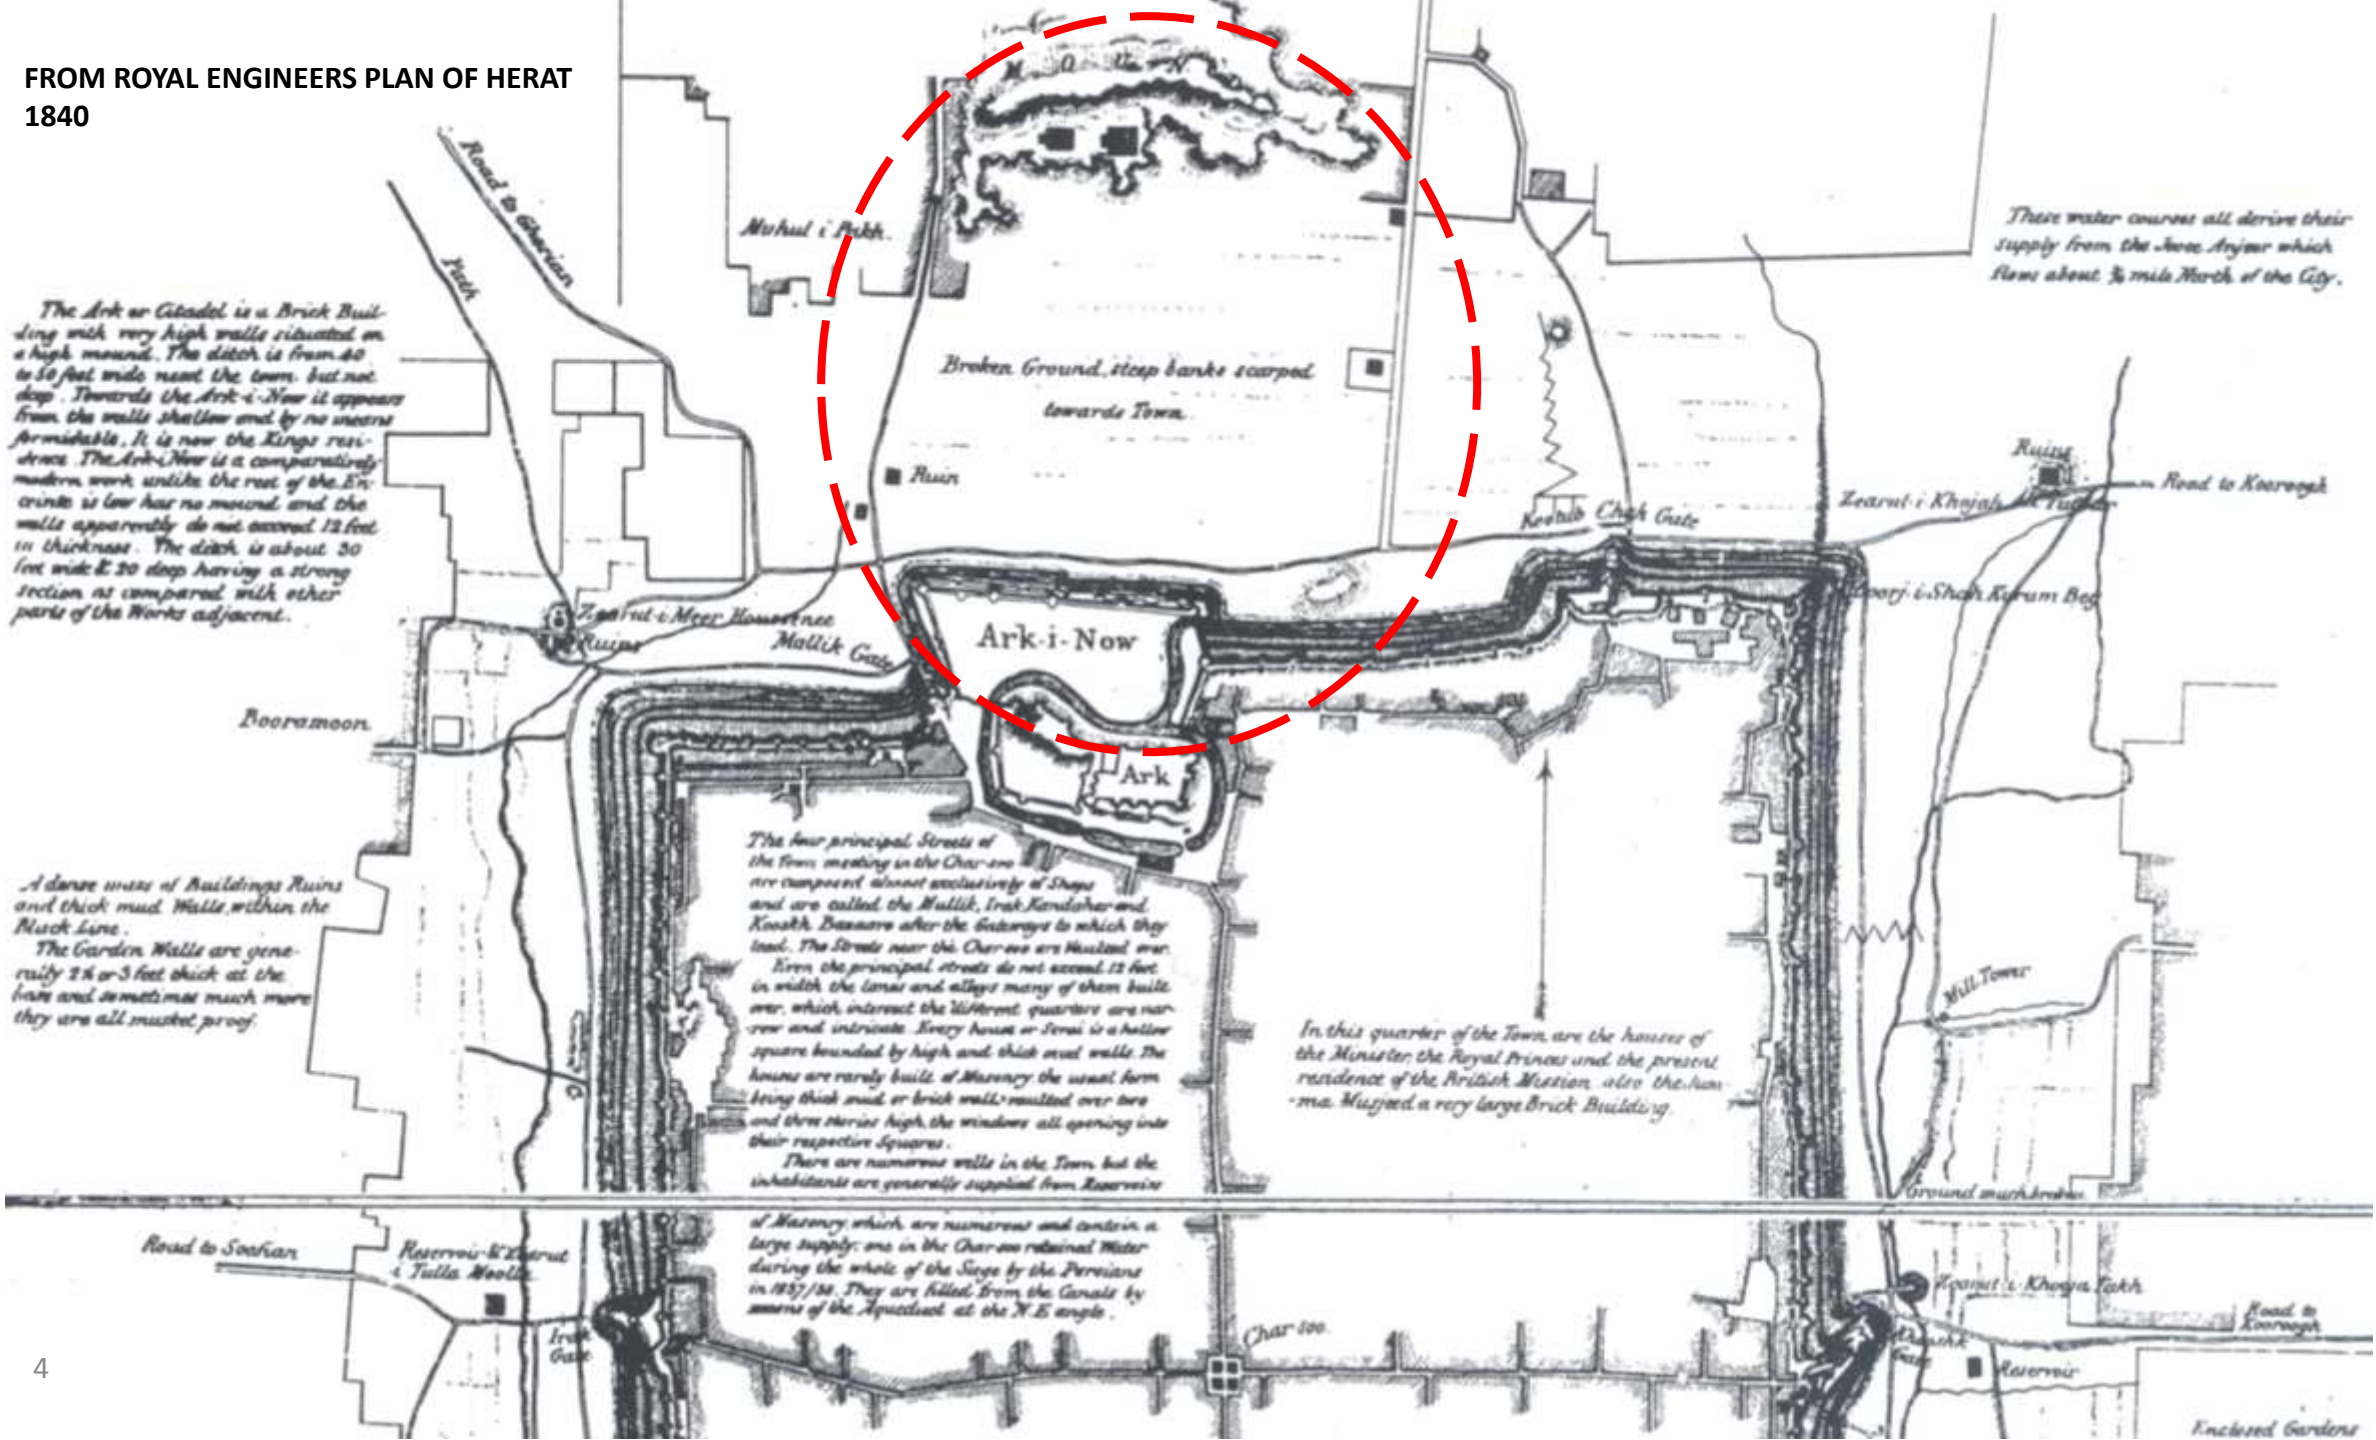 FROM ROYAL ENGINEERS PLAN OF HERAT
1840
M O U N
Road to Ghorian
Path
Muhul i
These water courses all derive their
supply from the Anjeer which
flows about ¾ mile North of the City.
The Ark or Citadel is a Brick Buil-
ding with very high walls situated on
a high mound. The ditch is from 40
to 50 feet wide next the town but not
deep. Towards the Ark-i-Now it appears
from the walls shallow and by no means
formidable, It is now the Kings resi-
dence. The Ark-i-Now is a comparatively
modern work unlike the rest of the En-
ceinte is low has no mound and the
walls apparently do not exceed 12 feet
in thickness. The ditch is about 30
feet wide & 20 deep having a strong
section as compared with other
parts of the Works adjacent.
Broken Ground, steep banks scarped
towards Town.
Ruin
Ruins
Road to Kooroogh
Zearut-i-Khojah
Chak Gate
-i-Shah Kurum Beg
Zearut-i-Meer
Ruins
Mallik Gate
Ark-i-Now
Booramoon
Ark
The four principal Streets of
the Town meeting in the Char-soo
are composed almost exclusively of Shops
and are called the Mullik, Irak Kandahar and
Kooshk Bazaars after the Gateways to which they
lead. The Streets near the Char-soo are Vaulted over.
Even the principal streets do not exceed 12 feet
in width the lanes and alleys many of them built
over, which intersect the different quarters are nar-
row and intricate. Every house or Serai is a hollow
square bounded by high and thick mud walls. The
houses are rarely built of Masonry the usual form
being thick mud or brick walls vaulted over two
and three stories high, the windows all opening into
their respective Squares.
There are numerous wells in the Town but the
inhabitants are generally supplied from Reservoirs
of Masonry, which are numerous and contain a
large supply: one in the Char-soo retained Water
during the whole of the Siege by the Persians
in 1837/38. They are filled from the Canals by
means of the Aqueduct at the N.E angle.
A dense mass of Buildings Ruins
and thick mud Walls, within the
Black Line.
The Garden Walls are gene-
rally 2½ or 3 feet thick at the
base and sometimes much more
they are all musket proof.
In this quarter of the Town are the houses of
the Minister, the Royal Princes and the present
residence of the British Mission also the Jum-
-ma Musjeed a very large Brick Building.
Mill Tower
Ground much broken
Road to
Reservoir & Zearut
i Tulla
Irak
Gate
Char soo
Zearut-i-Khoja
Gate
Reservoir
Road to
Kooroogh
Enclosed Gardens
4